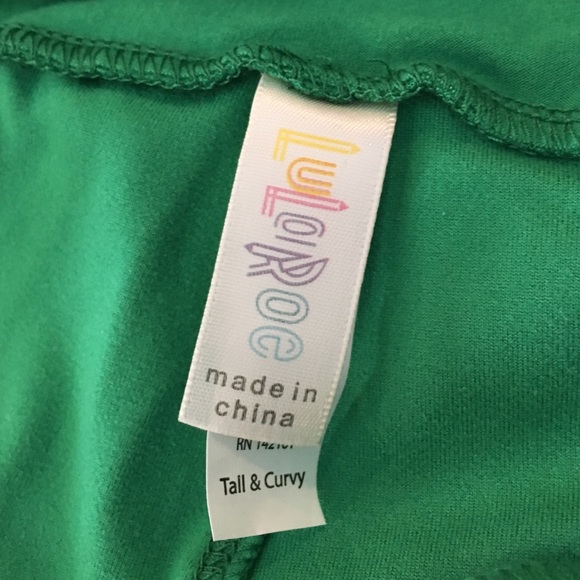 LuLaRoe
made in
china
Tall & Curvy